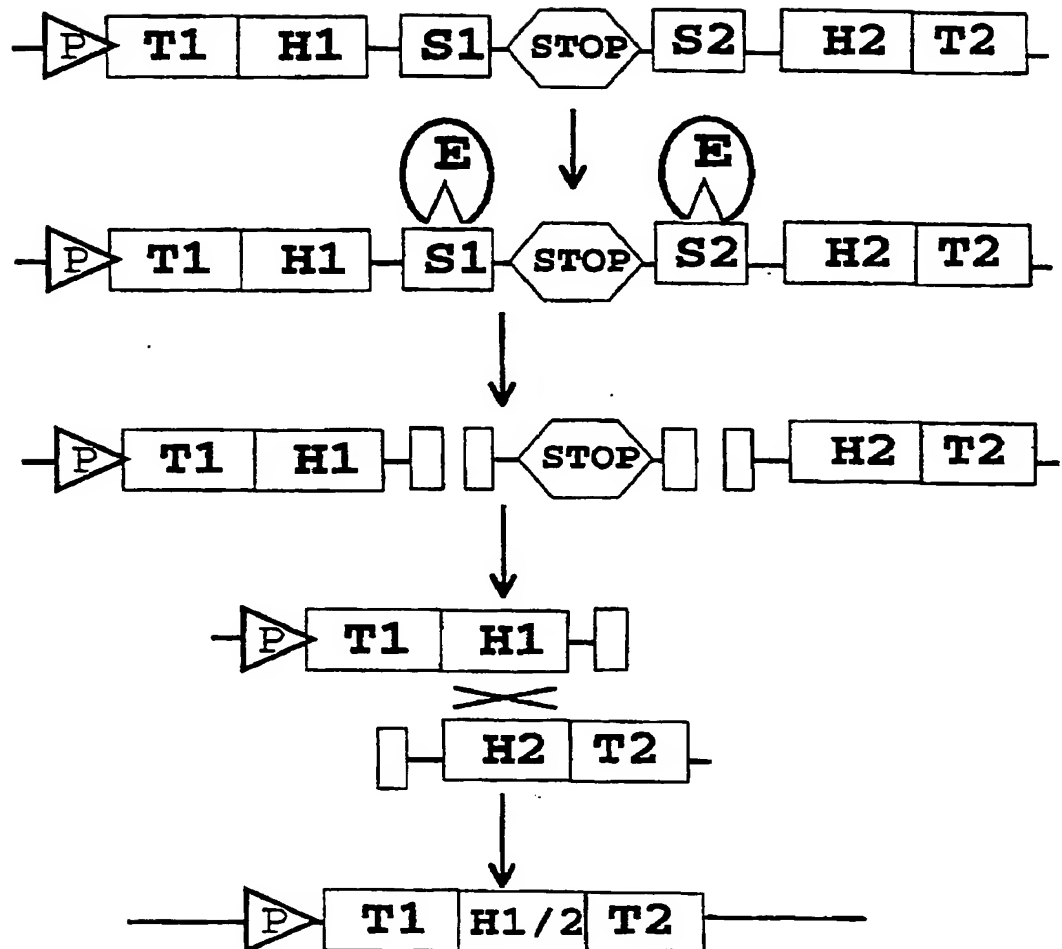 P T1 H1 S1 STOP S2 H2 T2
E E
P T1 H1 S1 STOP S2 H2 T2
P T1 H1 STOP H2 T2
P T1 H1
H2 T2
P T1 H1/2 T2